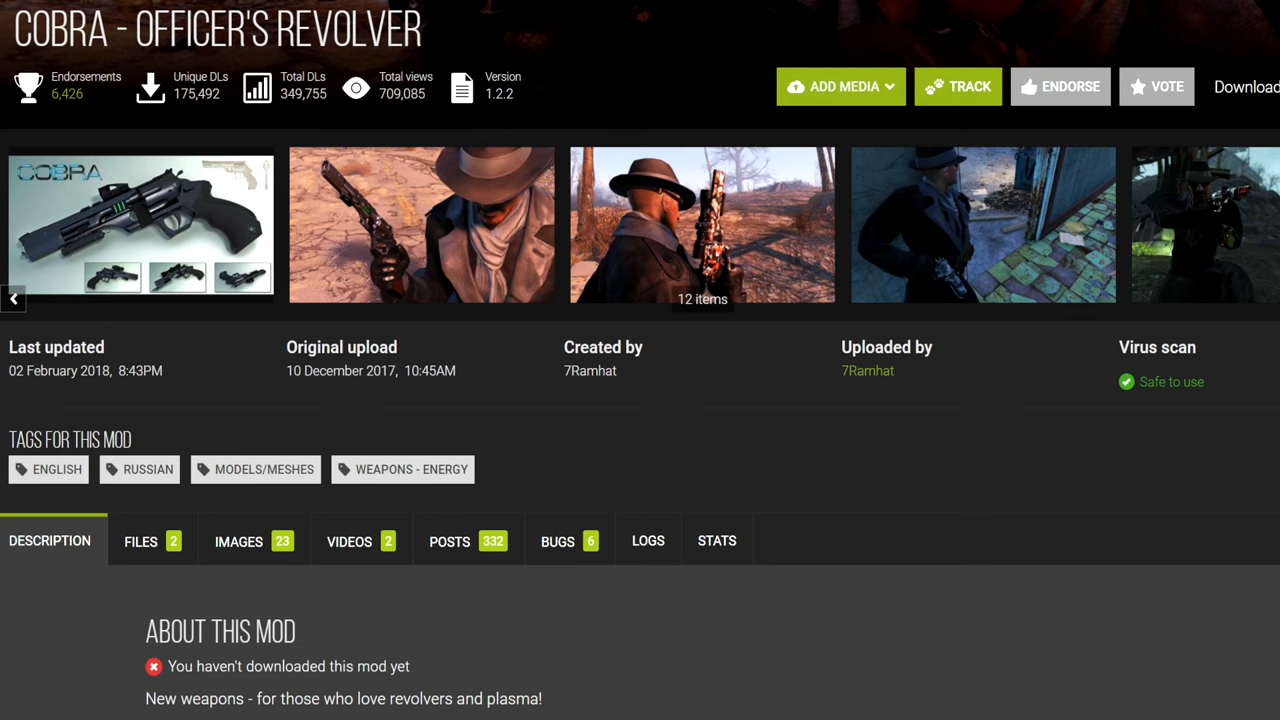 COBRA - OFFICER'S REVOLVER
Endorsements
6,426
Unique DLs
175,492
Total DLs
349,755
Total views
709,085
Version
1.2.2
ADD MEDIA
TRACK
ENDORSE
VOTE
Download
COBRA
12 items
Last updated
02 February 2018, 8:43PM
Original upload
10 December 2017, 10:45AM
Created by
7Ramhat
Uploaded by
7Ramhat
Virus scan
Safe to use
TAGS FOR THIS MOD
ENGLISH
RUSSIAN
MODELS/MESHES
WEAPONS - ENERGY
DESCRIPTION
FILES 2
IMAGES 23
VIDEOS 2
POSTS 332
BUGS 6
LOGS
STATS
ABOUT THIS MOD
You haven't downloaded this mod yet
New weapons - for those who love revolvers and plasma!